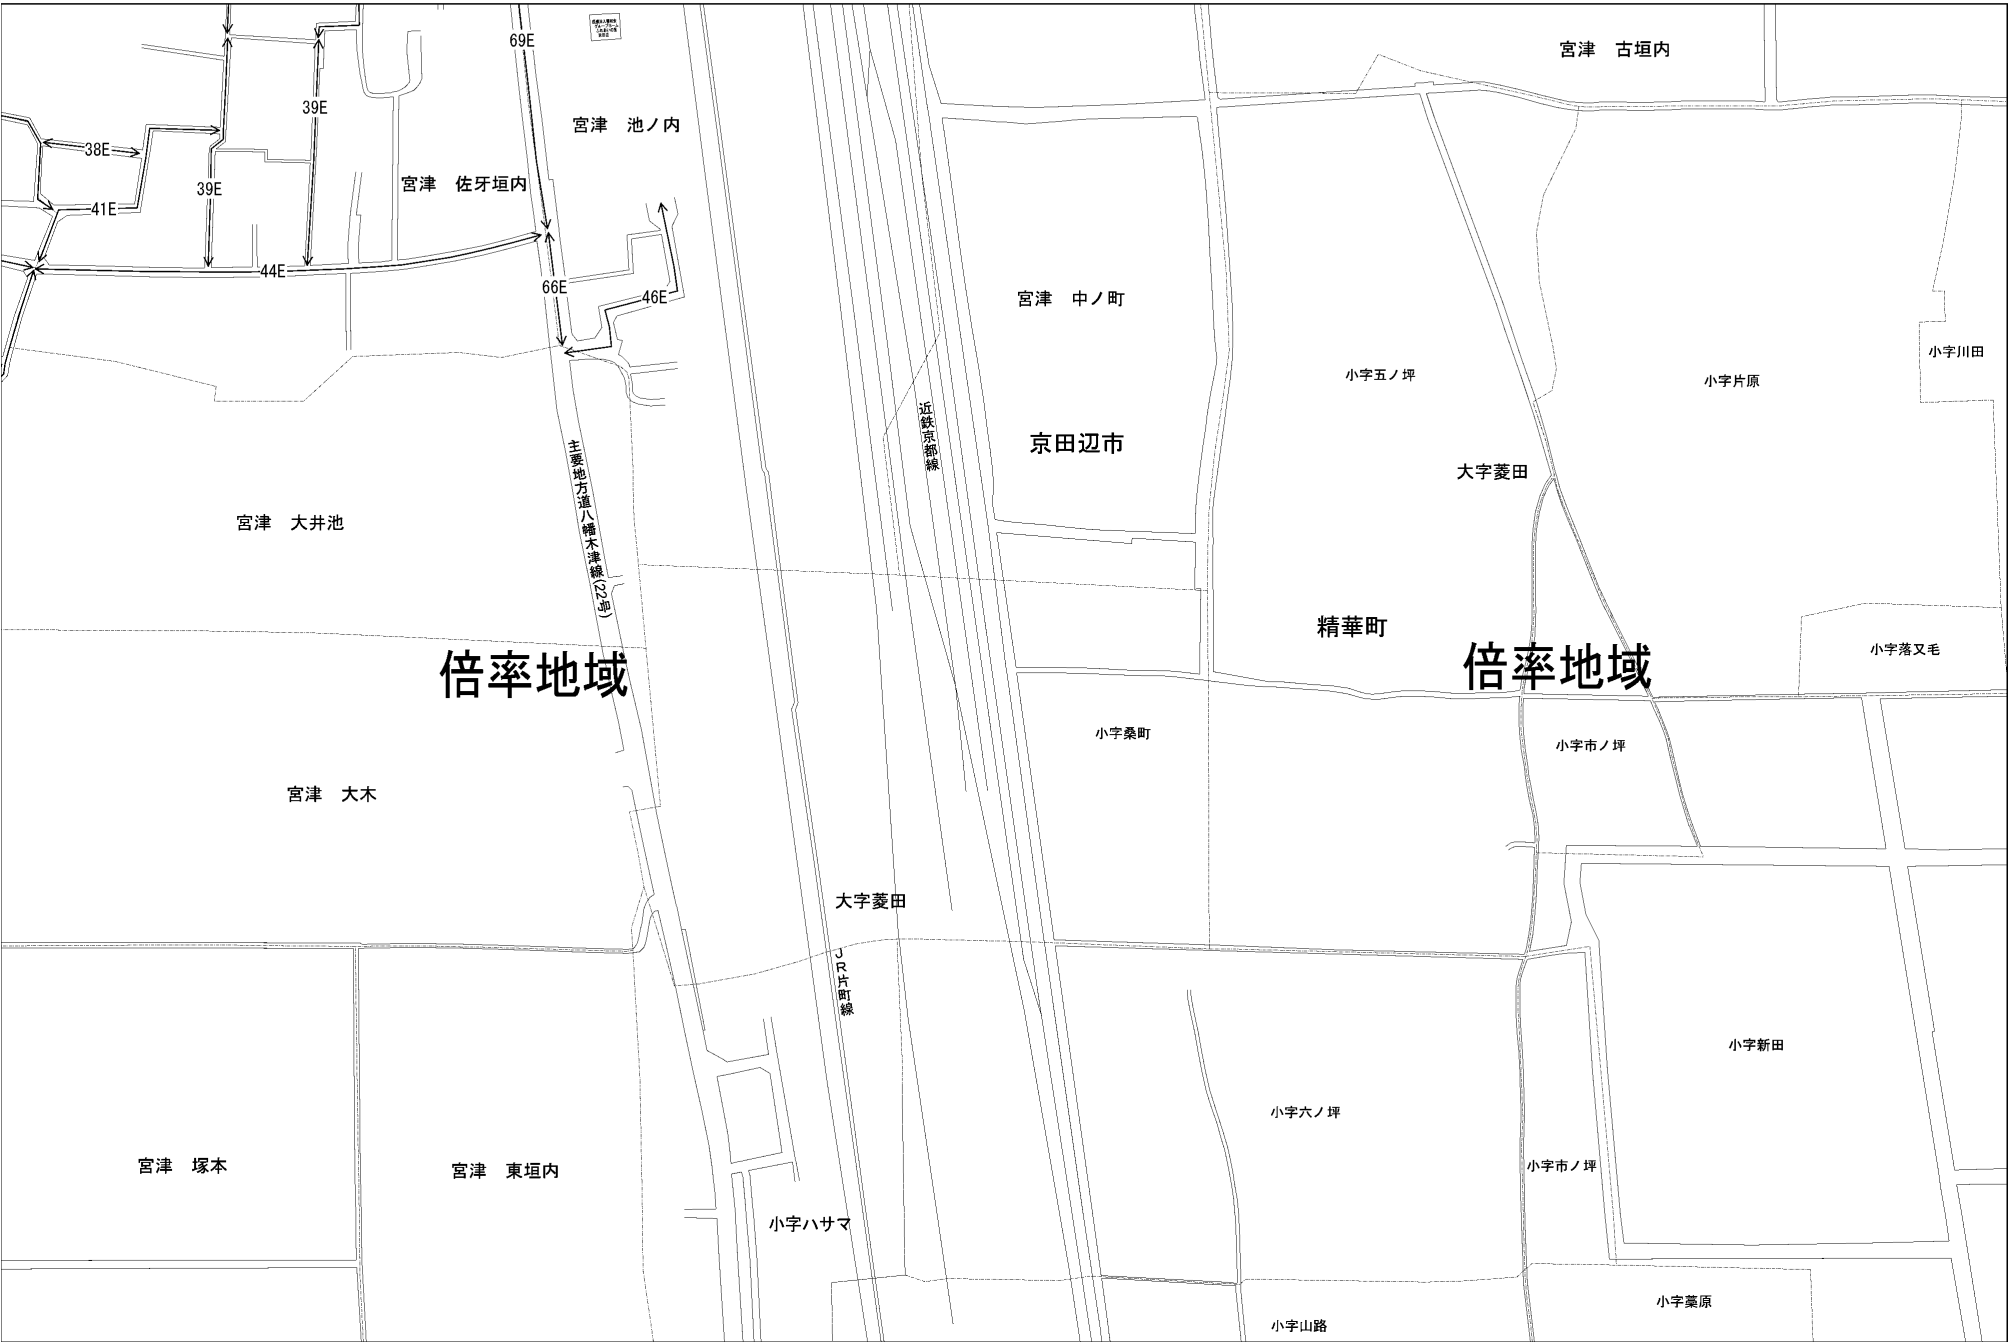 69E
宮津　古垣内
39E
宮津　池ノ内
38E
宮津　佐牙垣内
39E
41E
44E
66E
46E
宮津　中ノ町
小字川田
小字五ノ坪
小字片原
近鉄京都線
京田辺市
大字菱田
主要地方道八幡木津線(22号)
宮津　大井池
精華町
小字落又毛
倍率地域
倍率地域
小字桑町
小字市ノ坪
宮津　大木
大字菱田
JR片町線
小字新田
小字六ノ坪
宮津　塚本
宮津　東垣内
小字市ノ坪
小字ハサマ
小字藁原
小字山路